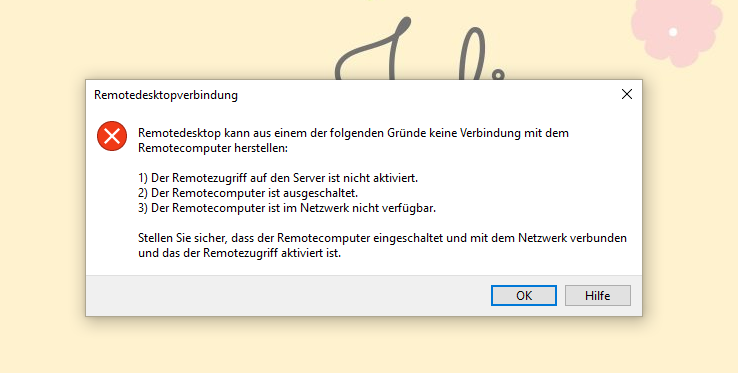 Juli
Remotedesktopverbindung
Remotedesktop kann aus einem der folgenden Gründe keine Verbindung mit dem
Remotecomputer herstellen:
1) Der Remotezugriff auf den Server ist nicht aktiviert.
2) Der Remotecomputer ist ausgeschaltet.
3) Der Remotecomputer ist im Netzwerk nicht verfügbar.
Stellen Sie sicher, dass der Remotecomputer eingeschaltet und mit dem Netzwerk verbunden
und das der Remotezugriff aktiviert ist.
OK
Hilfe